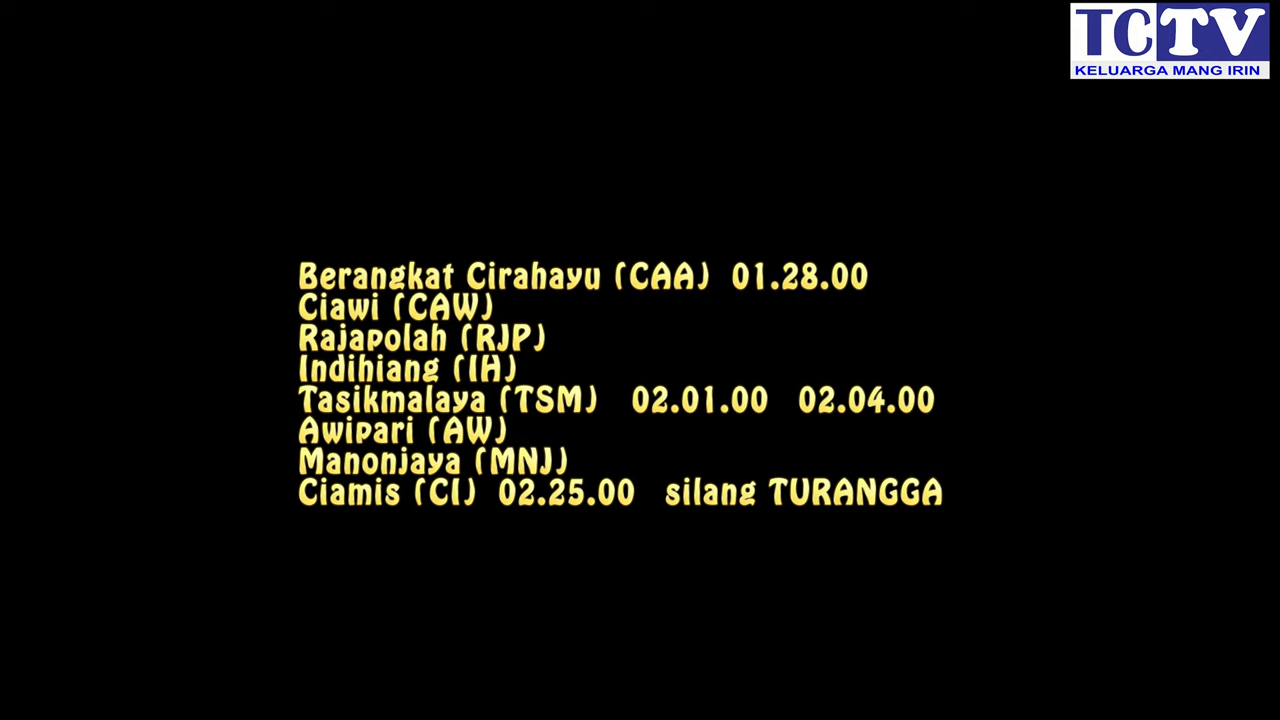 TCTV
KELUARGA MANG IRIN
Berangkat Cirahayu (CAA) 01.28.00
Ciawi (CAW)
Rajapolah (RJP)
Indihiang (IH)
Tasikmalaya (TSM) 02.01.00 02.04.00
Awipari (AW)
Manonjaya (MNJ)
Ciamis (CI) 02.25.00 silang TURANGGA